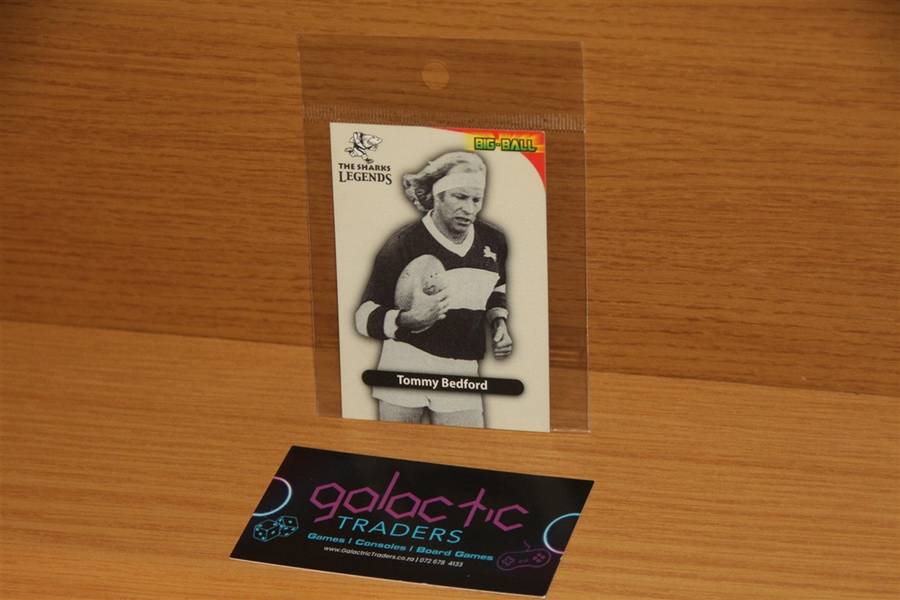 BIG-BALL
THE SHARKS
LEGENDS
Tommy Bedford
galactic
TRADERS
Games | Consoles | Board Games
www.GalactricTraders.co.za | 072 678 4133